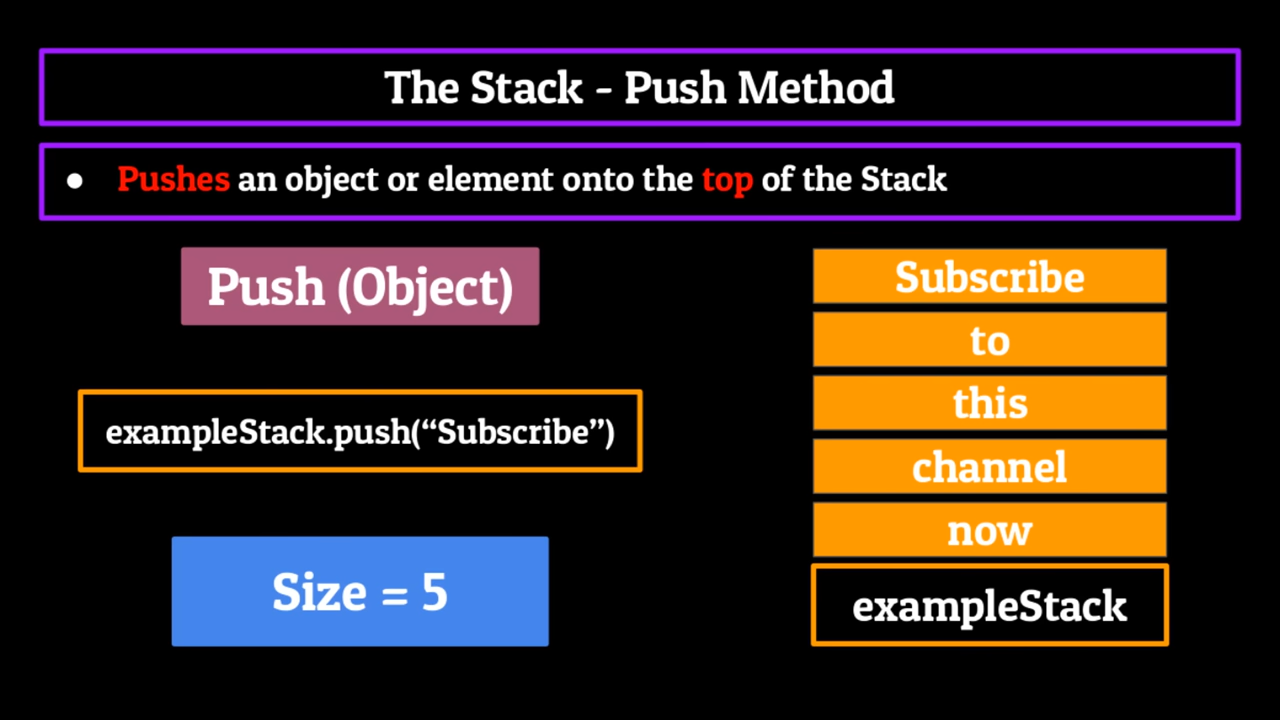 The Stack - Push Method
● Pushes an object or element onto the top of the Stack
Push (Object)
exampleStack.push(“Subscribe”)
Size = 5
Subscribe
to
this
channel
now
exampleStack